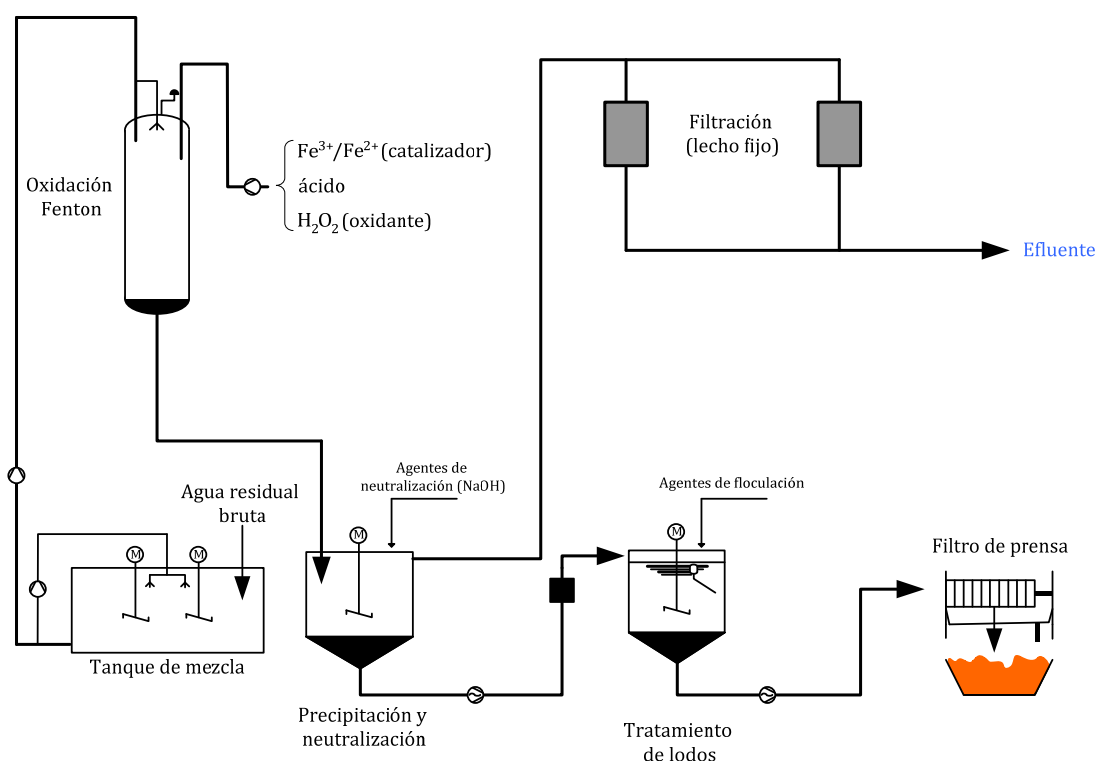 Oxidación
Fenton
Fe³⁺/Fe²⁺ (catalizador)
ácido
H₂O₂ (oxidante)
Filtración
(lecho fijo)
Efluente
Agua residual
bruta
M
M
Tanque de mezcla
Agentes de
neutralización (NaOH)
M
Precipitación y
neutralización
Agentes de floculación
M
Tratamiento
de lodos
Filtro de prensa